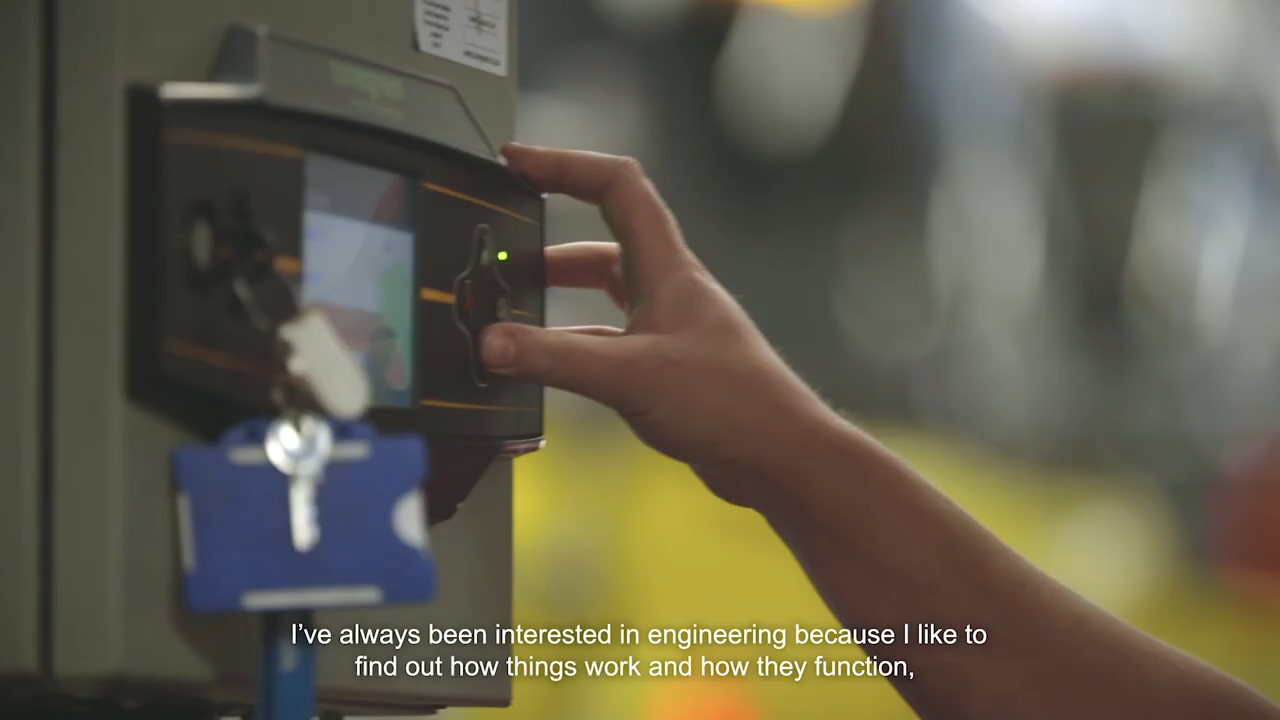 I’ve always been interested in engineering because I like to
find out how things work and how they function,